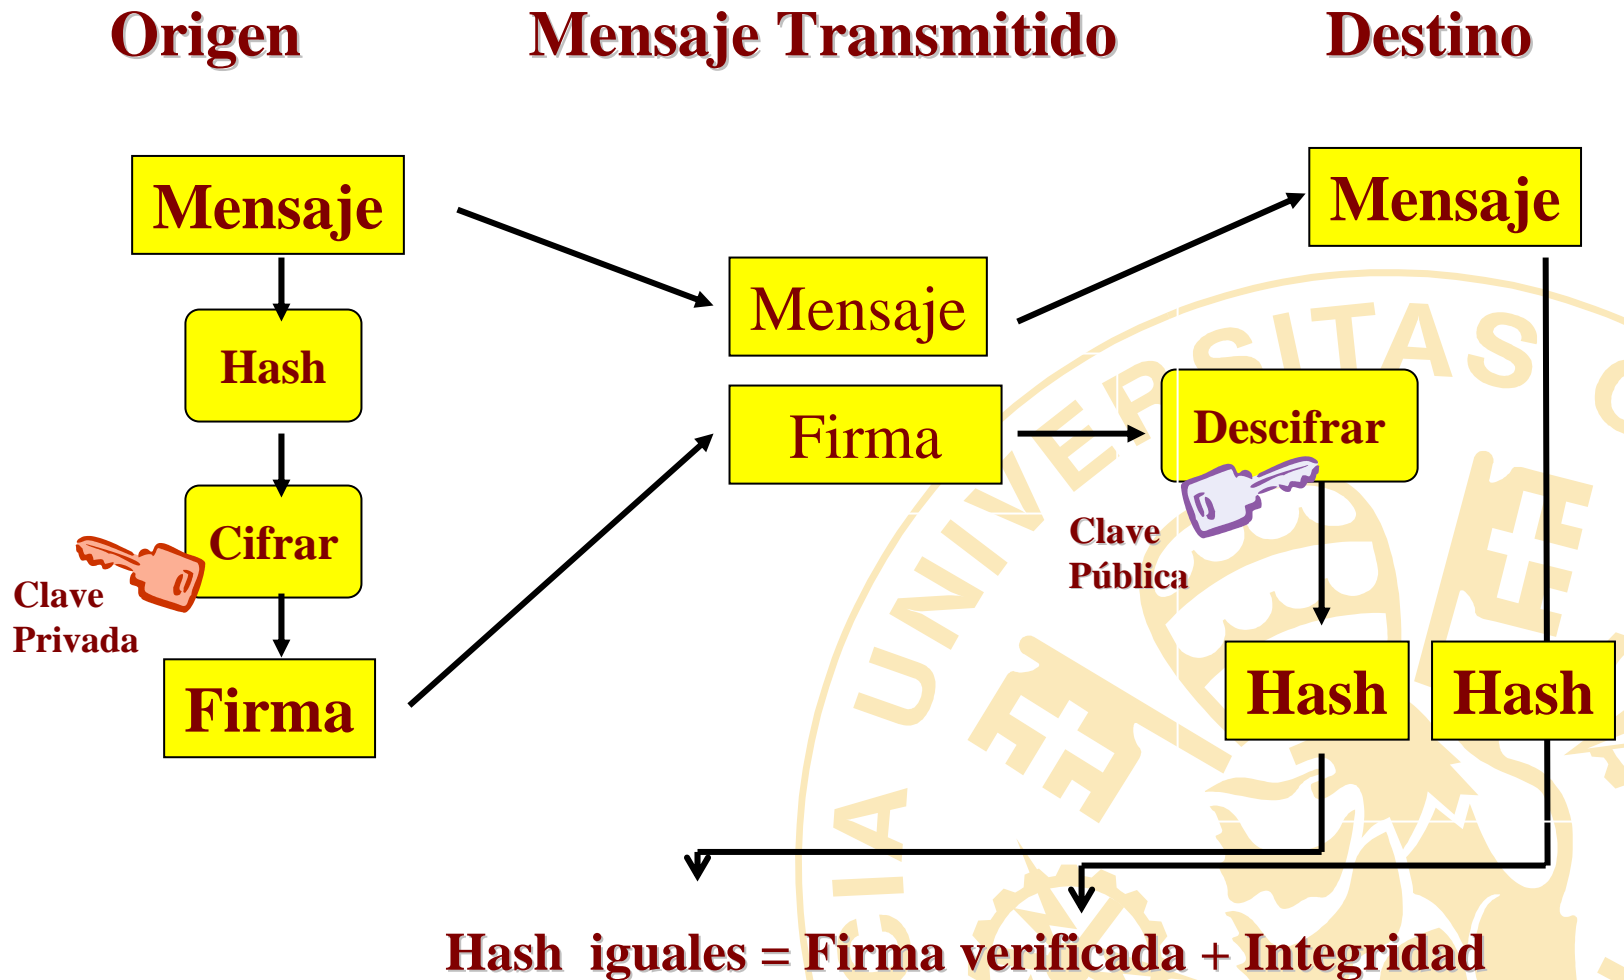 Origen
Mensaje Transmitido
Destino
Mensaje
Hash
Cifrar
Clave
Privada
Firma
Mensaje
Firma
Mensaje
Descifrar
Clave
Pública
Hash
Hash
Hash iguales = Firma verificada + Integridad
UNIVERSITAS